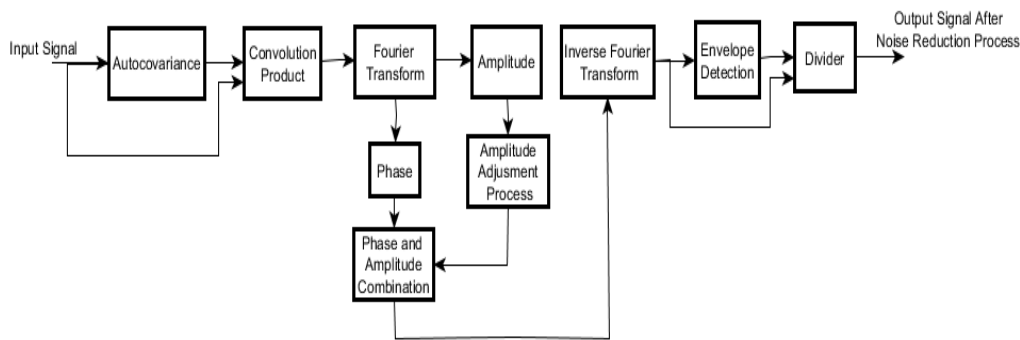 Input Signal
Autocovariance
Convolution
Product
Fourier
Transform
Amplitude
Inverse Fourier
Transform
Envelope
Detection
Divider
Output Signal After
Noise Reduction Process
Phase
Amplitude
Adjusment
Process
Phase and
Amplitude
Combination